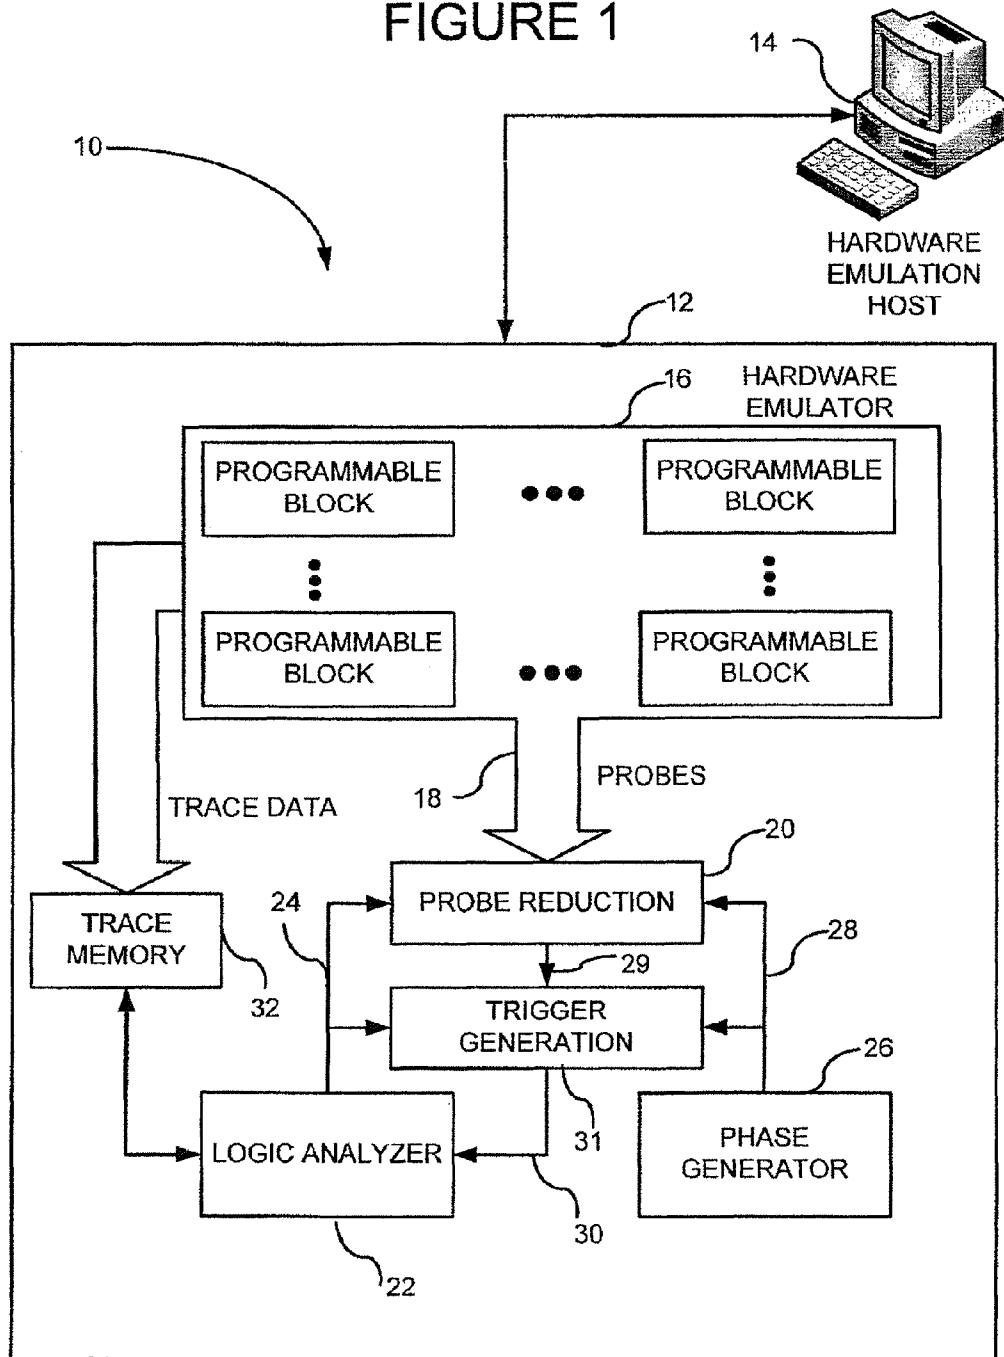 FIGURE 1
14
10
HARDWARE
EMULATION
HOST
12
16
HARDWARE
EMULATOR
PROGRAMMABLE
BLOCK
PROGRAMMABLE
BLOCK
PROGRAMMABLE
BLOCK
PROGRAMMABLE
BLOCK
18
PROBES
TRACE DATA
20
PROBE REDUCTION
24
28
TRACE
MEMORY
29
32
TRIGGER
GENERATION
26
31
LOGIC ANALYZER
PHASE
GENERATOR
30
22